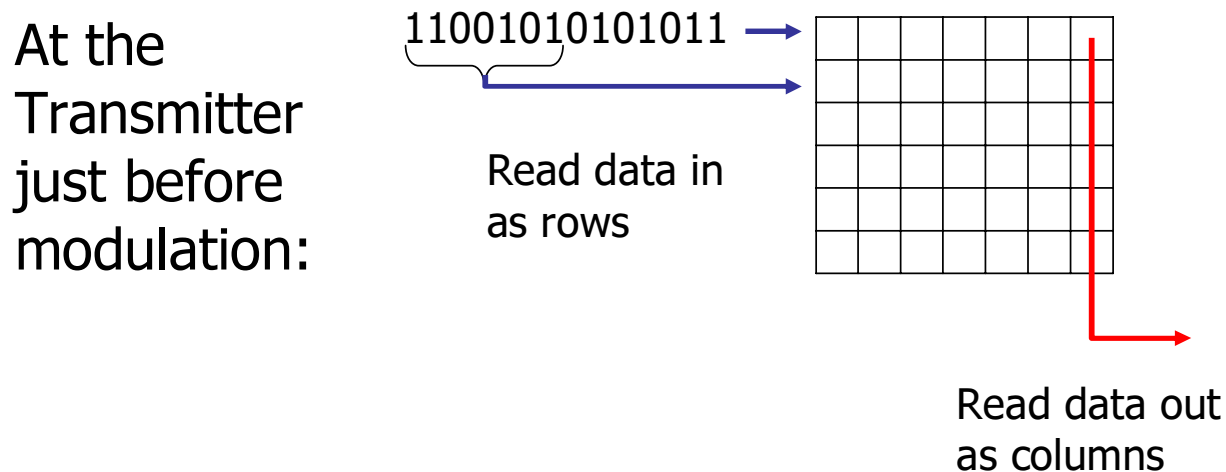 At the
Transmitter
just before
modulation:
11001010101011
Read data in
as rows
Read data out
as columns